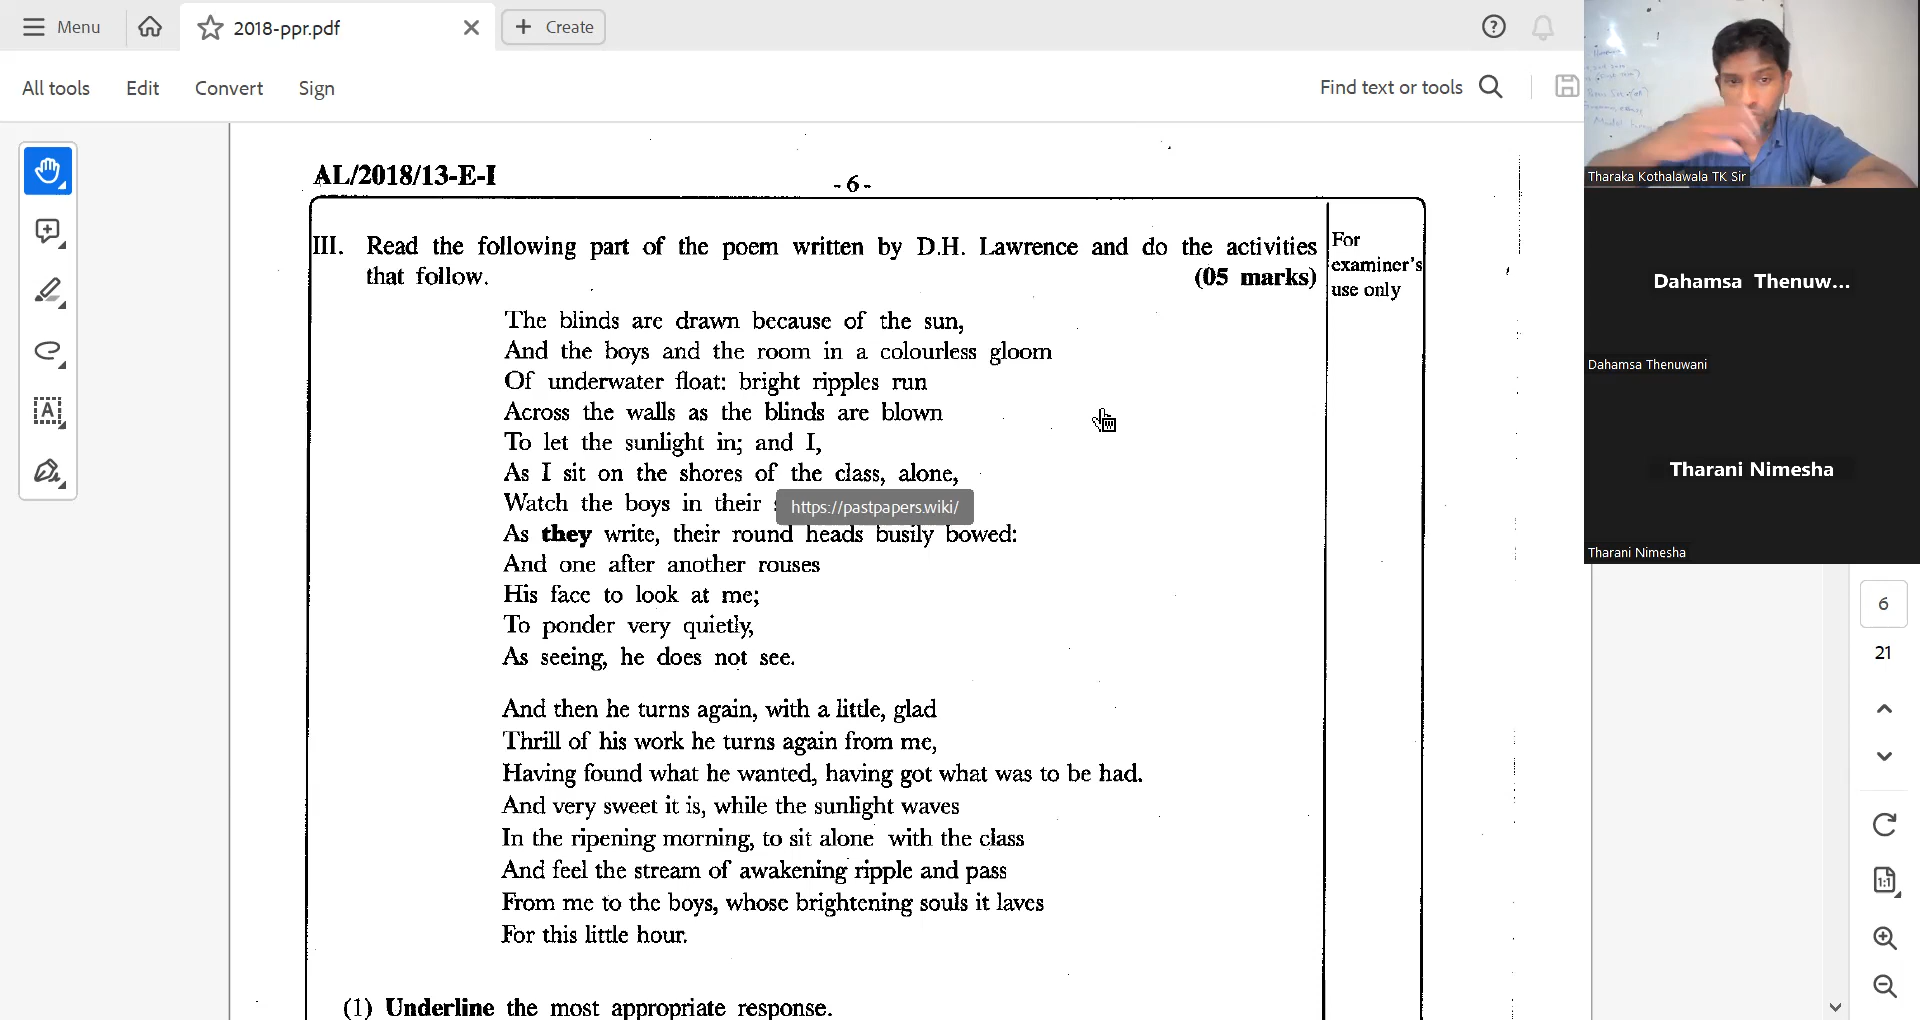 Menu
2018-ppr.pdf
Create
All tools
Edit
Convert
Sign
Find text or tools
AL/2018/13-E-I
- 6 -
III. Read the following part of the poem written by D.H. Lawrence and do the activities
that follow. (05 marks)
For
examiner's
use only
The blinds are drawn because of the sun,
And the boys and the room in a colourless gloom
Of underwater float: bright ripples run
Across the walls as the blinds are blown
To let the sunlight in; and I,
As I sit on the shores of the class, alone,
Watch the boys in their
https://pastpapers.wiki/
As they write, their round heads busily bowed:
And one after another rouses
His face to look at me;
To ponder very quietly,
As seeing, he does not see.
And then he turns again, with a little, glad
Thrill of his work he turns again from me,
Having found what he wanted, having got what was to be had.
And very sweet it is, while the sunlight waves
In the ripening morning, to sit alone with the class
And feel the stream of awakening ripple and pass
From me to the boys, whose brightening souls it laves
For this little hour.
(1) Underline the most appropriate response.
Tharaka Kothalawala TK Sir
Dahamsa Thenuw...
Dahamsa Thenuwani
Tharani Nimesha
Tharani Nimesha
6
21
1:1